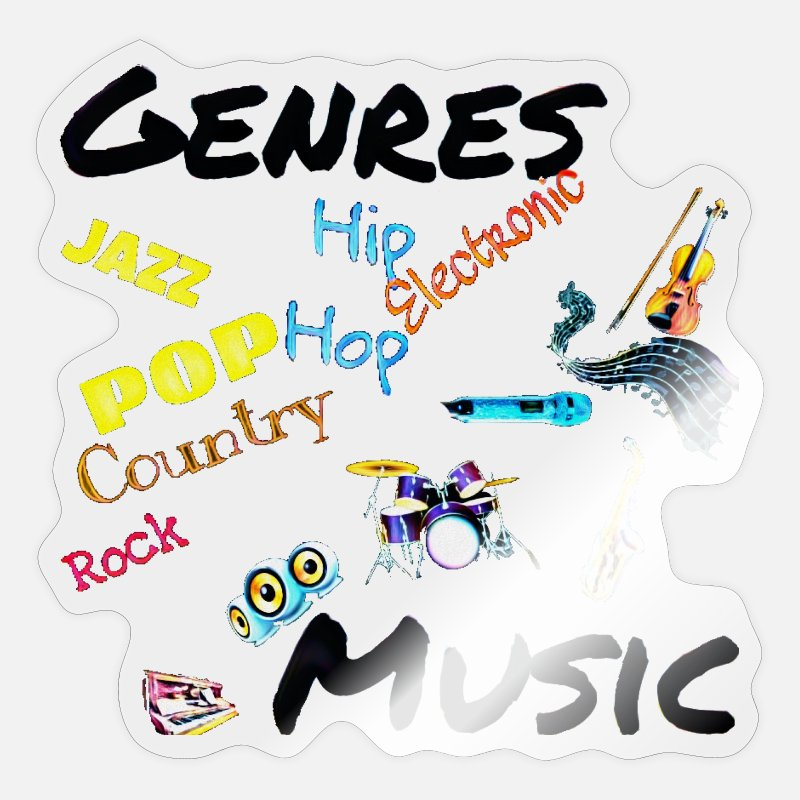 GENRES
JAZZ
Hip
Hop
Electronic
POP
Country
Rock
MUSIC